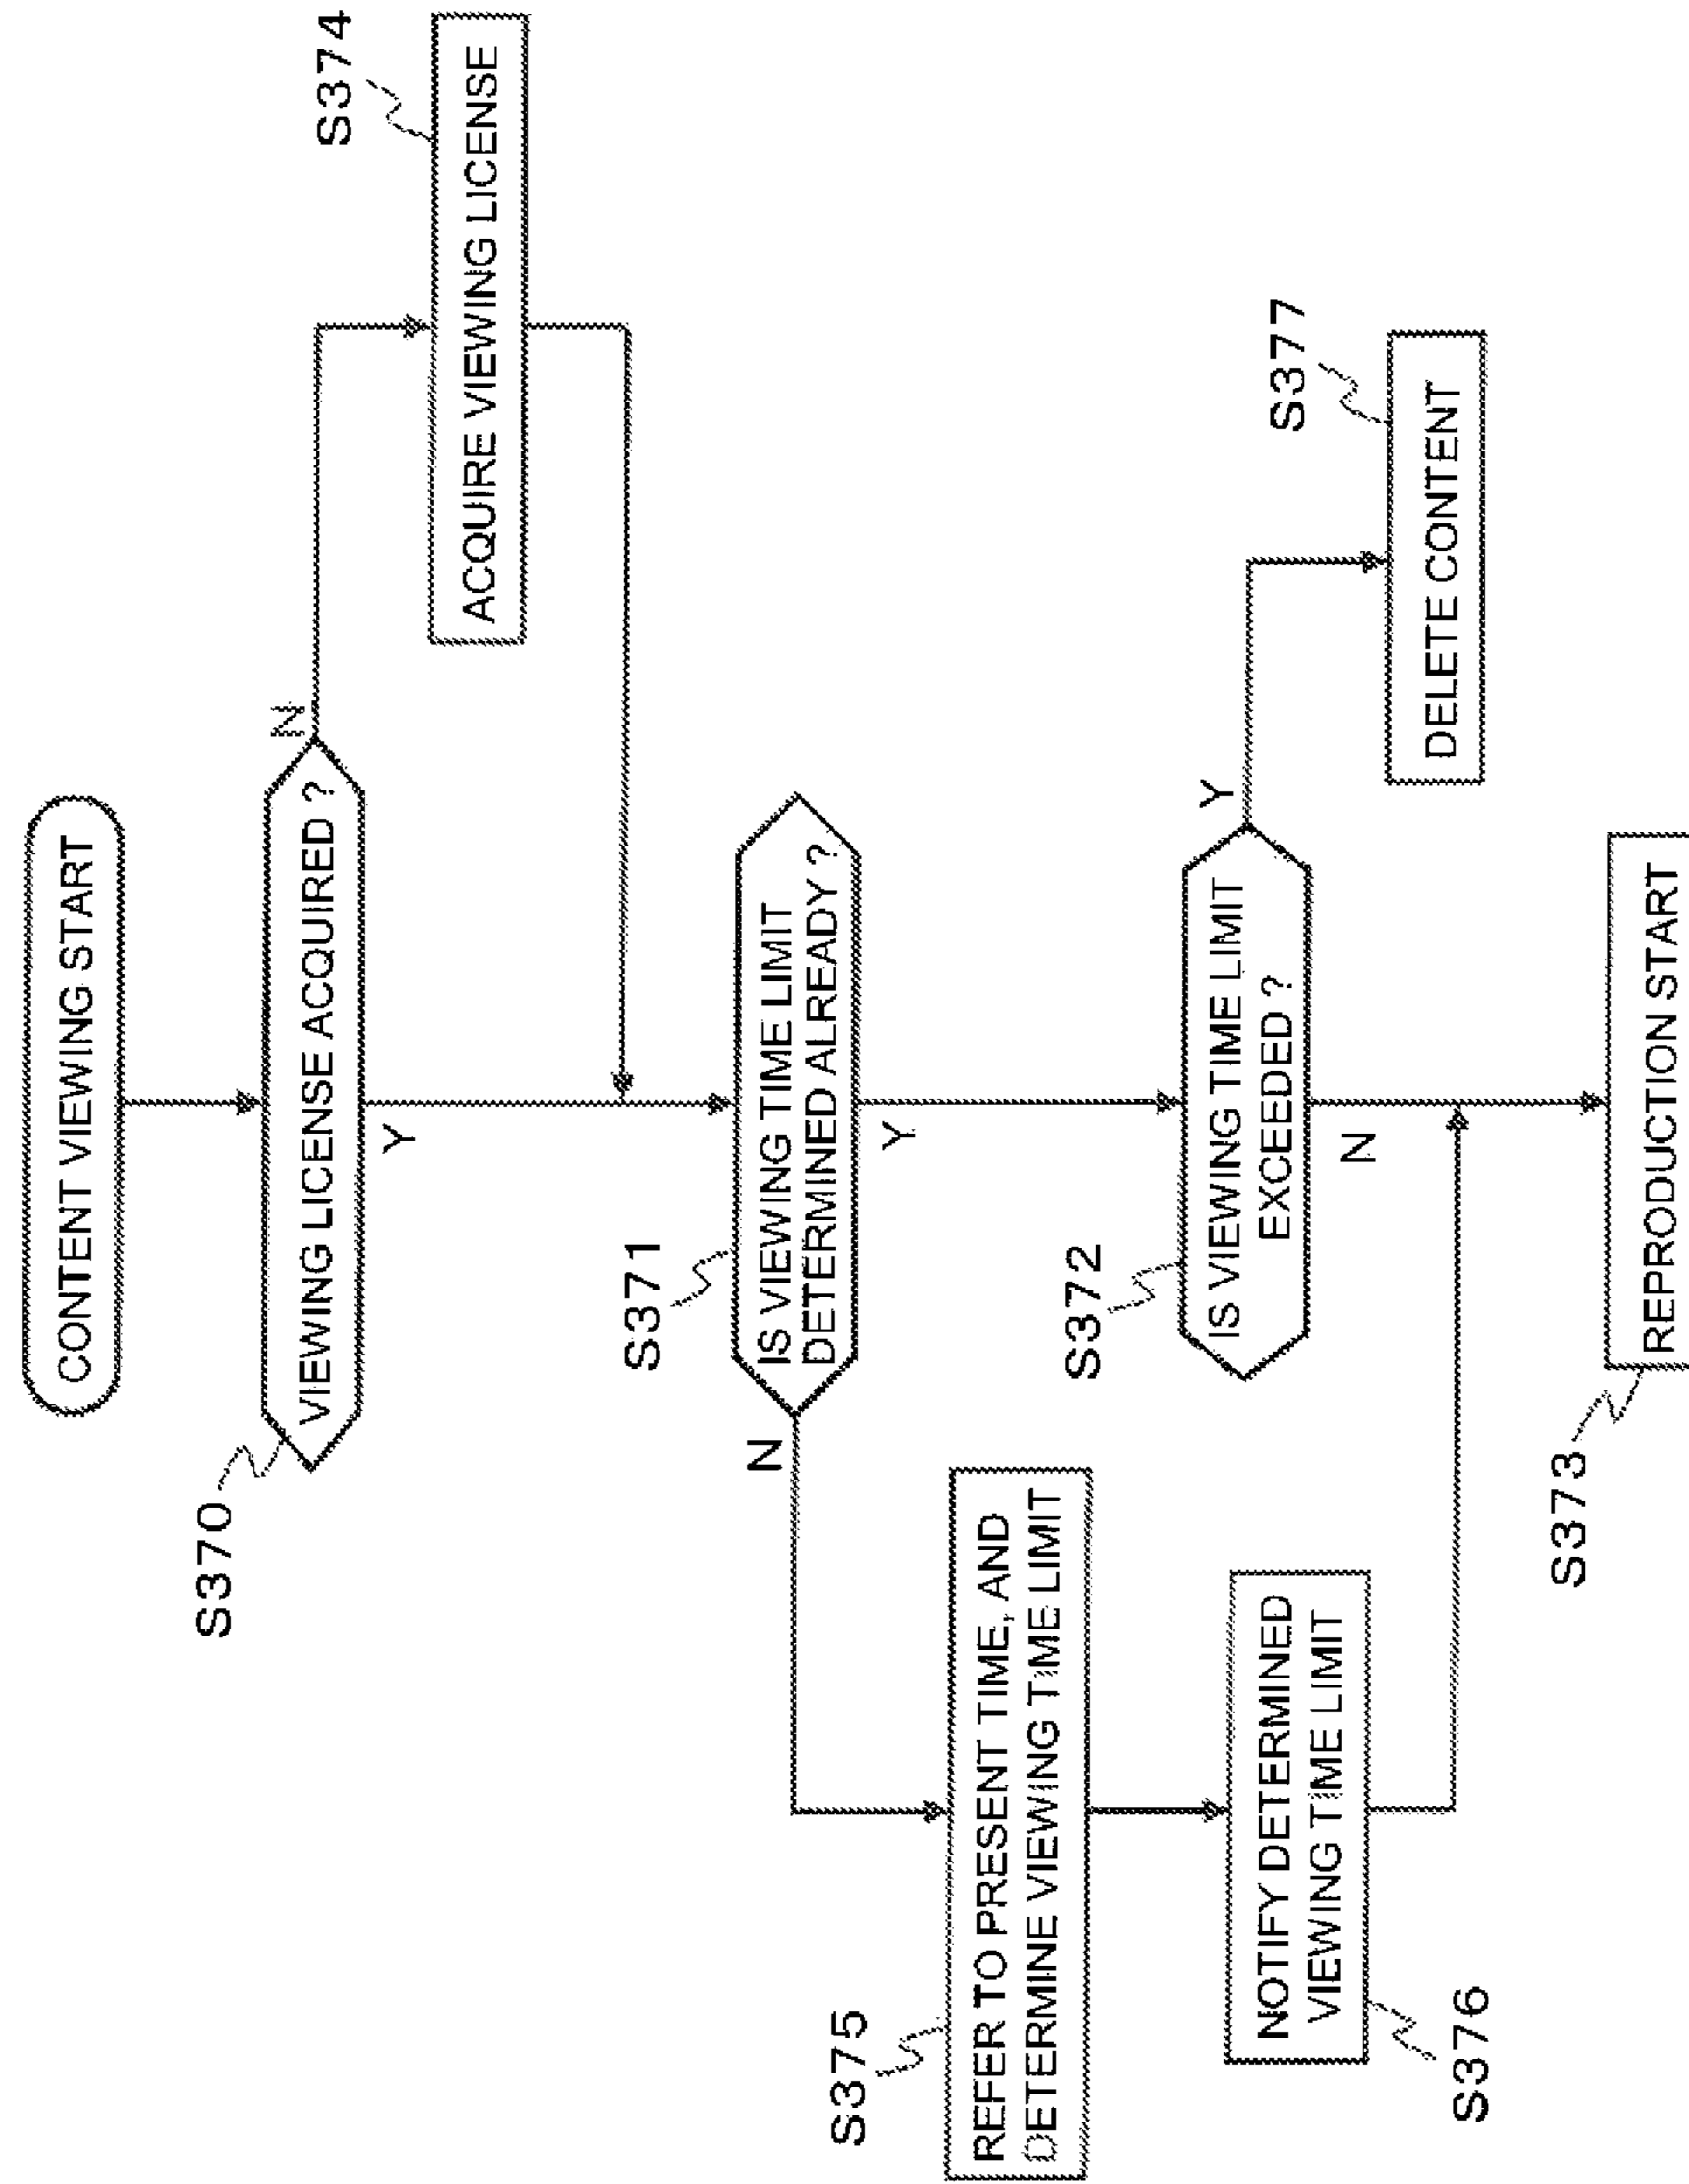 CONTENT VIEWING START
S370
VIEWING LICENSE ACQUIRED ?
N
Y
S374
ACQUIRE VIEWING LICENSE
S371
IS VIEWING TIME LIMIT
DETERMINED ALREADY ?
N
Y
S375
REFER TO PRESENT TIME, AND
DETERMINE VIEWING TIME LIMIT
S372
IS VIEWING TIME LIMIT
EXCEEDED ?
Y
N
S376
NOTIFY DETERMINED
VIEWING TIME LIMIT
S377
DELETE CONTENT
S373
REPRODUCTION START